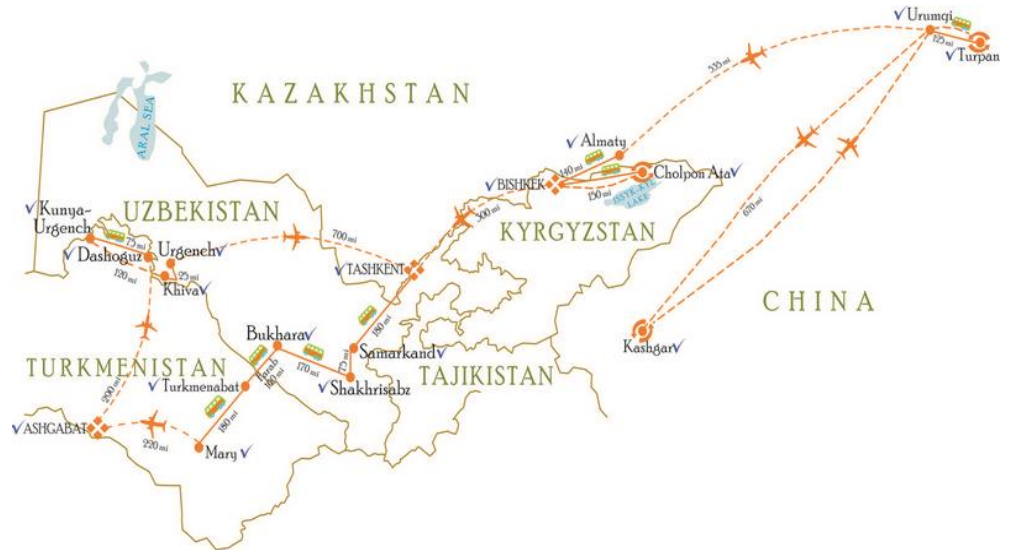 Urumqi
125 mi
Turpan
535 mi
KAZAKHSTAN
ARAL SEA
Almaty
140 mi
BISHKEK
Cholpon Ata
150 mi
ISSYK-KYL
LAKE
300 mi
KYRGYZSTAN
670 mi
Kunya-
Urgench
UZBEKISTAN
75 mi
Urgench
700 mi
Dashoguz
TASHKENT
120 mi
25 mi
Khiva
CHINA
180 mi
Bukhara
Samarkand
Kashgar
TURKMENISTAN
Farab
170 mi
75 mi
Shakhrisabz
TAJIKISTAN
Turkmenabat
290 mi
180 mi
ASHGABAT
220 mi
Mary